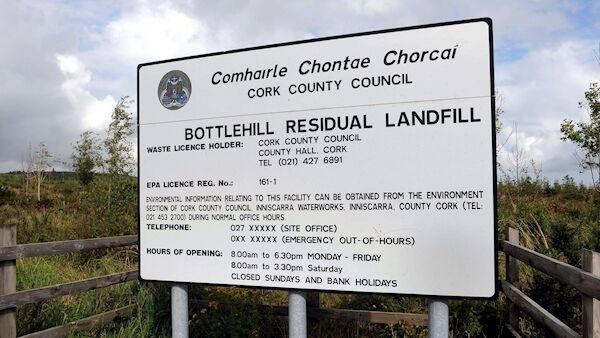 Comhairle Chontae Chorcaí
CORK COUNTY COUNCIL
BOTTLEHILL RESIDUAL LANDFILL
WASTE LICENCE HOLDER: CORK COUNTY COUNCIL
COUNTY HALL, CORK
TEL (021) 427 6891
EPA LICENCE REG. No.: 161-1
ENVIRONMENTAL INFORMATION RELATING TO THIS FACILITY CAN BE OBTAINED FROM THE ENVIRONMENT
SECTION OF CORK COUNTY COUNCIL INNISCARRA WATERWORKS, INNISCARRA, COUNTY CORK (TEL:
021 453 2700) DURING NORMAL OFFICE HOURS.
TELEPHONE: 027 XXXXX (SITE OFFICE)
0XX XXXXX (EMERGENCY OUT-OF-HOURS)
HOURS OF OPENING: 8.00am to 6.30pm MONDAY - FRIDAY
8.00am to 3.30pm Saturday
CLOSED SUNDAYS AND BANK HOLIDAYS